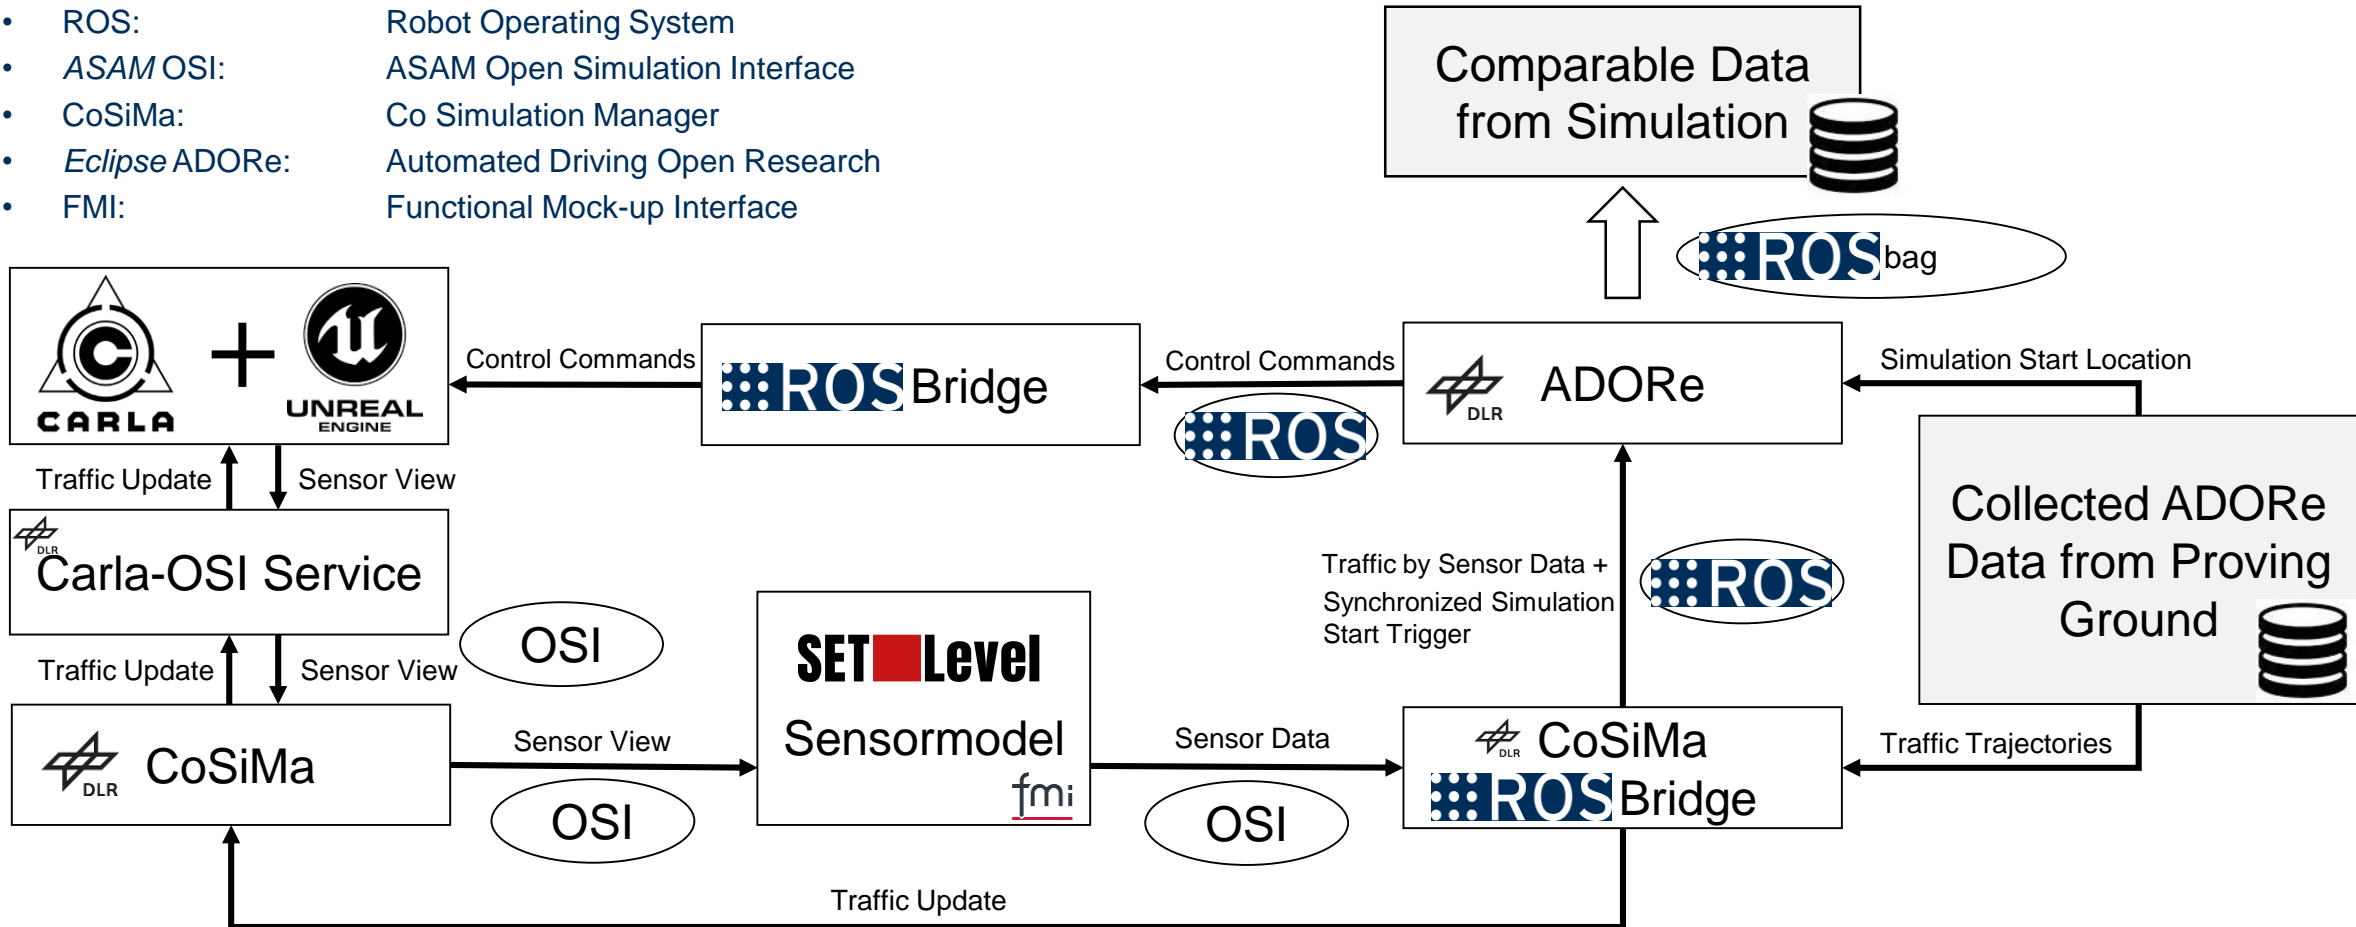 • ROS: Robot Operating System
• ASAM OSI: ASAM Open Simulation Interface
• CoSiMa: Co Simulation Manager
• Eclipse ADORe: Automated Driving Open Research
• FMI: Functional Mock-up Interface
Comparable Data
from Simulation
ROS bag
CARLA
+
UNREAL
ENGINE
Control Commands
ROS Bridge
Control Commands
ROS
DLR
ADORe
Simulation Start Location
Traffic Update
Sensor View
DLR
Carla-OSI Service
OSI
Traffic Update
Sensor View
SET Level
Sensormodel
fmi
Traffic by Sensor Data +
Synchronized Simulation
Start Trigger
ROS
Collected ADORe
Data from Proving
Ground
DLR
CoSiMa
Sensor View
OSI
Sensor Data
OSI
DLR
CoSiMa
ROS Bridge
Traffic Trajectories
Traffic Update